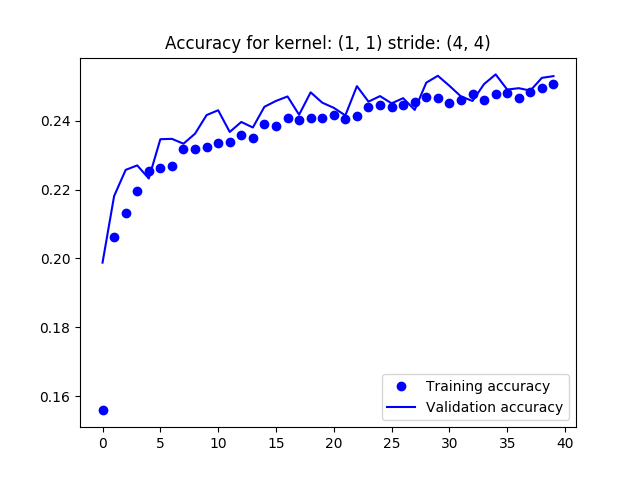 Accuracy for kernel: (1, 1) stride: (4, 4)
0.24
0.22
0.20
0.18
0.16
Training accuracy
Validation accuracy
0 5 10 15 20 25 30 35 40